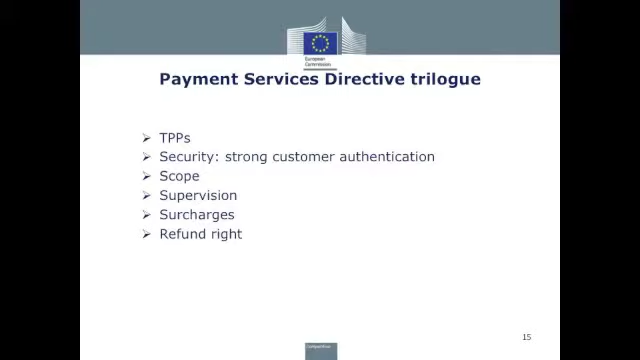 European
Commission
Payment Services Directive trilogue
TPPs
Security: strong customer authentication
Scope
Supervision
Surcharges
Refund right
15